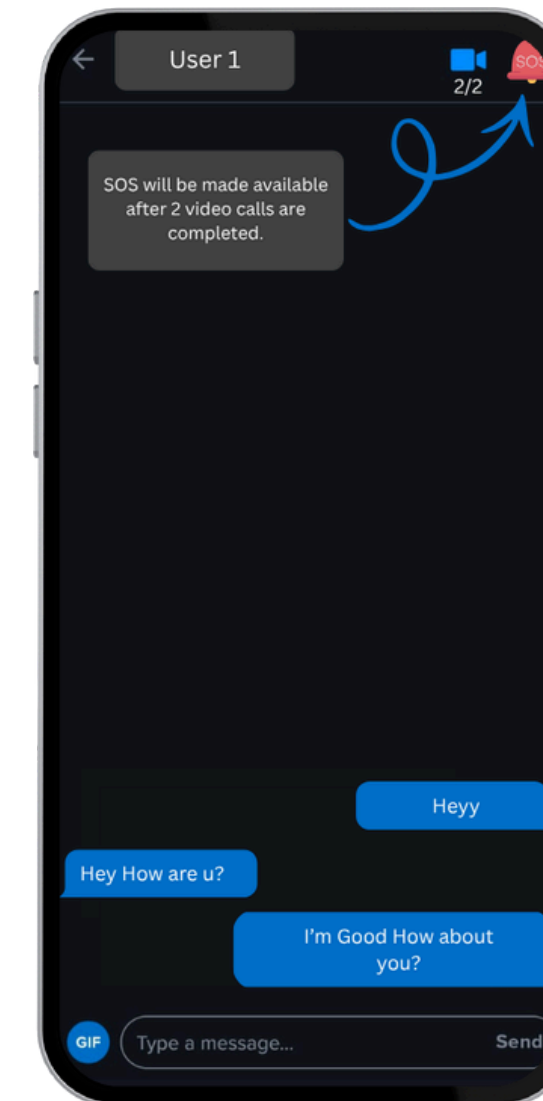 User 1
SOS
2/2
SOS will be made available
after 2 video calls are
completed.
Heyy
Hey How are u?
I'm Good How about
you?
GIF
Type a message...
Send